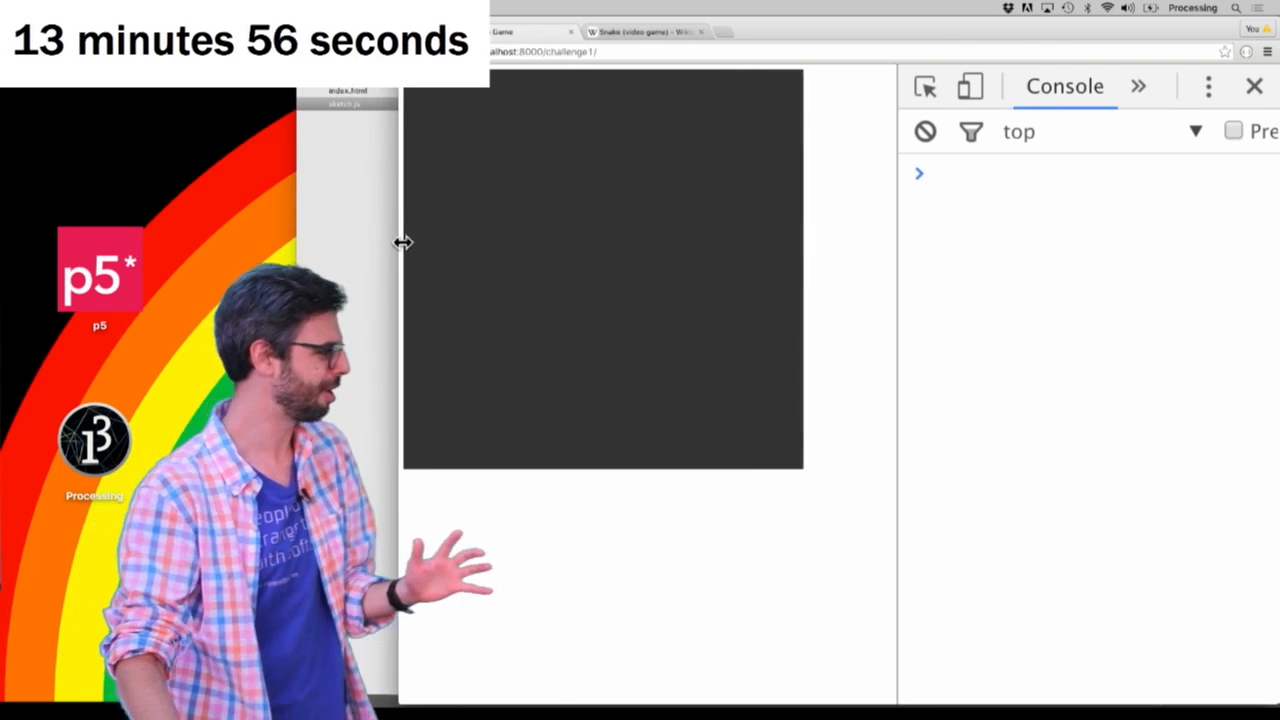 13 minutes 56 seconds
Processing
Game
Snake (video game) - Wiki
You
alhost:8000/challenge1/
index.html
sketch.js
Console
top
Pre
p5*
p5
Processing